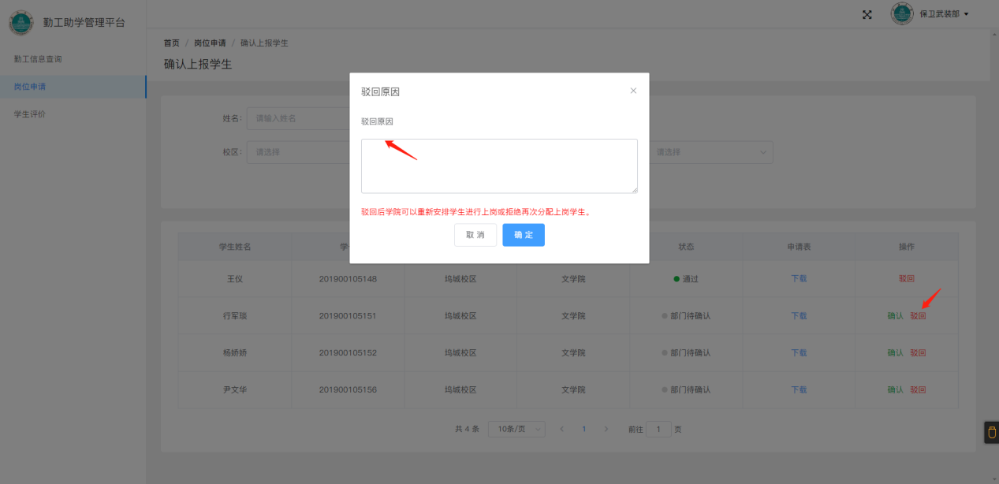 勤工助学管理平台
保卫武装部
勤工信息查询
岗位申请
学生评价
首页 / 岗位申请 / 确认上报学生
确认上报学生
姓名: 请输入姓名
校区: 请选择
请选择
驳回原因
驳回原因
驳回后学院可以重新安排学生进行上岗或拒绝再次分配上岗学生。
取 消 确 定
学生姓名 学 状态 申请表 操作
王仪 201900105148 坞城校区 文学院 通过 下载 驳回
行军琰 201900105151 坞城校区 文学院 部门待确认 下载 确认 驳回
杨娇娇 201900105152 坞城校区 文学院 部门待确认 下载 确认 驳回
尹文华 201900105156 坞城校区 文学院 部门待确认 下载 确认 驳回
共 4 条 10条/页 1 前往 1 页